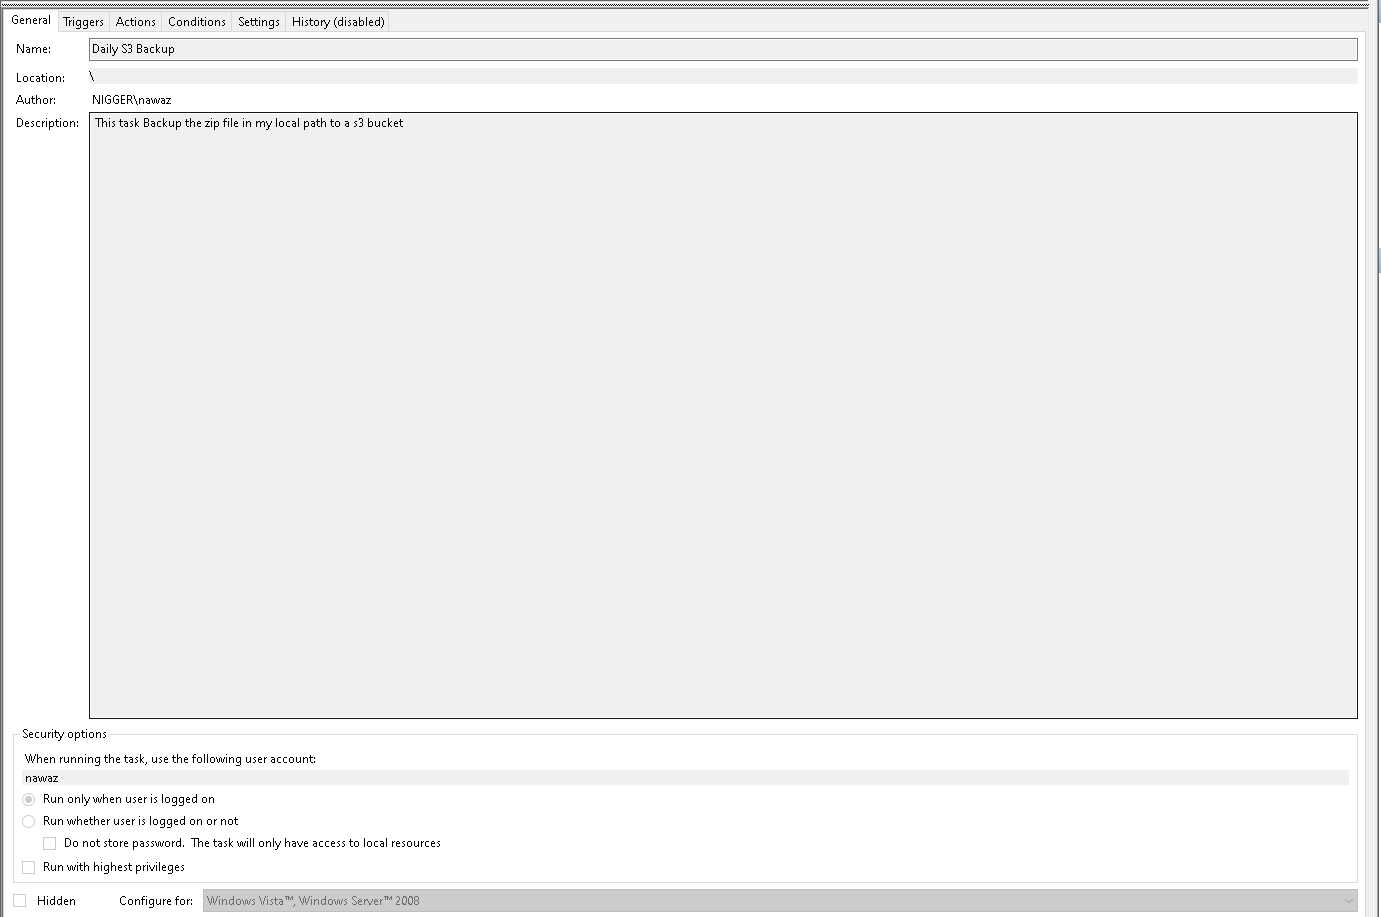 General Triggers Actions Conditions Settings History (disabled)
Name: Daily S3 Backup
Location: \
Author: NIGGER\nawaz
Description: This task Backup the zip file in my local path to a s3 bucket
Security options
When running the task, use the following user account:
nawaz
Run only when user is logged on
Run whether user is logged on or not
Do not store password. The task will only have access to local resources
Run with highest privileges
Hidden Configure for: Windows Vista™, Windows Server™ 2008